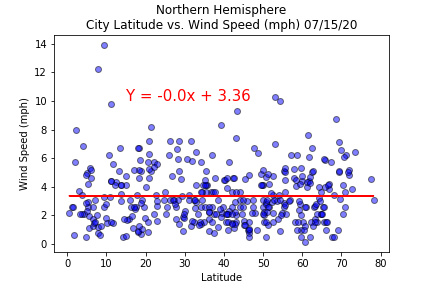 Northern Hemisphere
City Latitude vs. Wind Speed (mph) 07/15/20
14
12
10
8
6
4
2
0
Wind Speed (mph)
Y = -0.0x + 3.36
0 10 20 30 40 50 60 70 80
Latitude